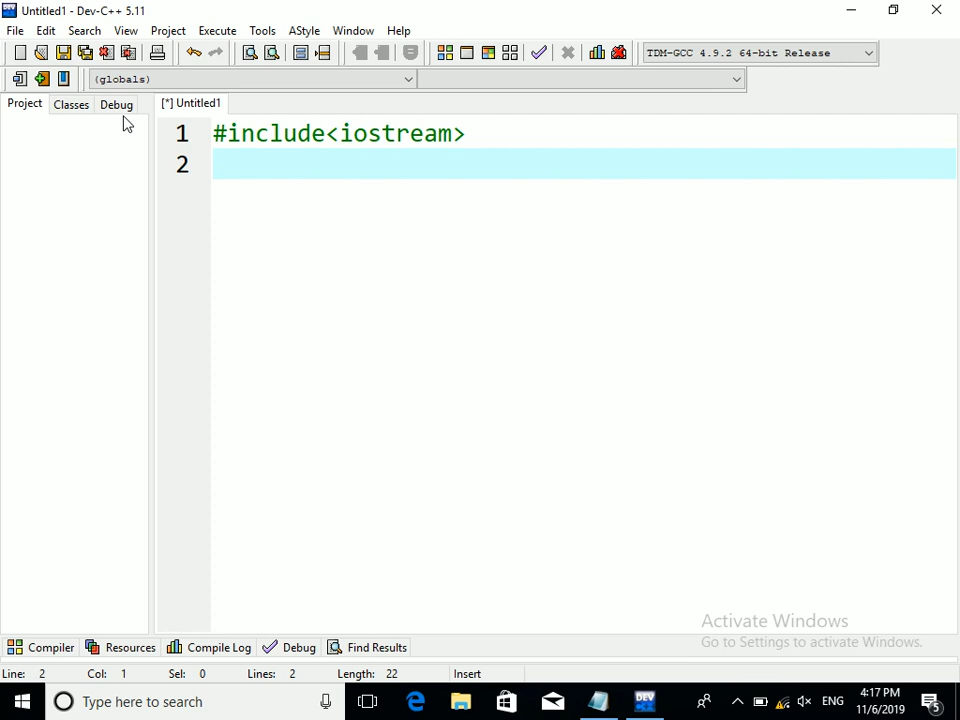 Untitled1 - Dev-C++ 5.11
File Edit Search View Project Execute Tools AStyle Window Help
TDM-GCC 4.9.2 64-bit Release
(globals)
Project Classes Debug [*] Untitled1
1 #include<iostream>
2
Activate Windows
Go to Settings to activate Windows.
Compiler Resources Compile Log Debug Find Results
Line: 2 Col: 1 Sel: 0 Lines: 2 Length: 22 Insert
Type here to search
DEV
ENG
4:17 PM
11/6/2019
5